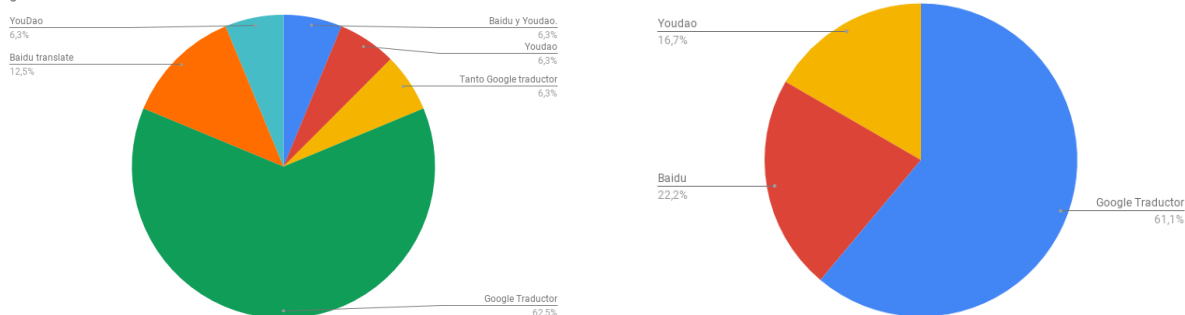 YouDao
6,3%
Baidu translate
12,5%
Baidu y Youdao.
6,3%
Youdao
6,3%
Tanto Google traductor
6,3%
Google Traductor
62,5%
Youdao
16,7%
Baidu
22,2%
Google Traductor
61,1%